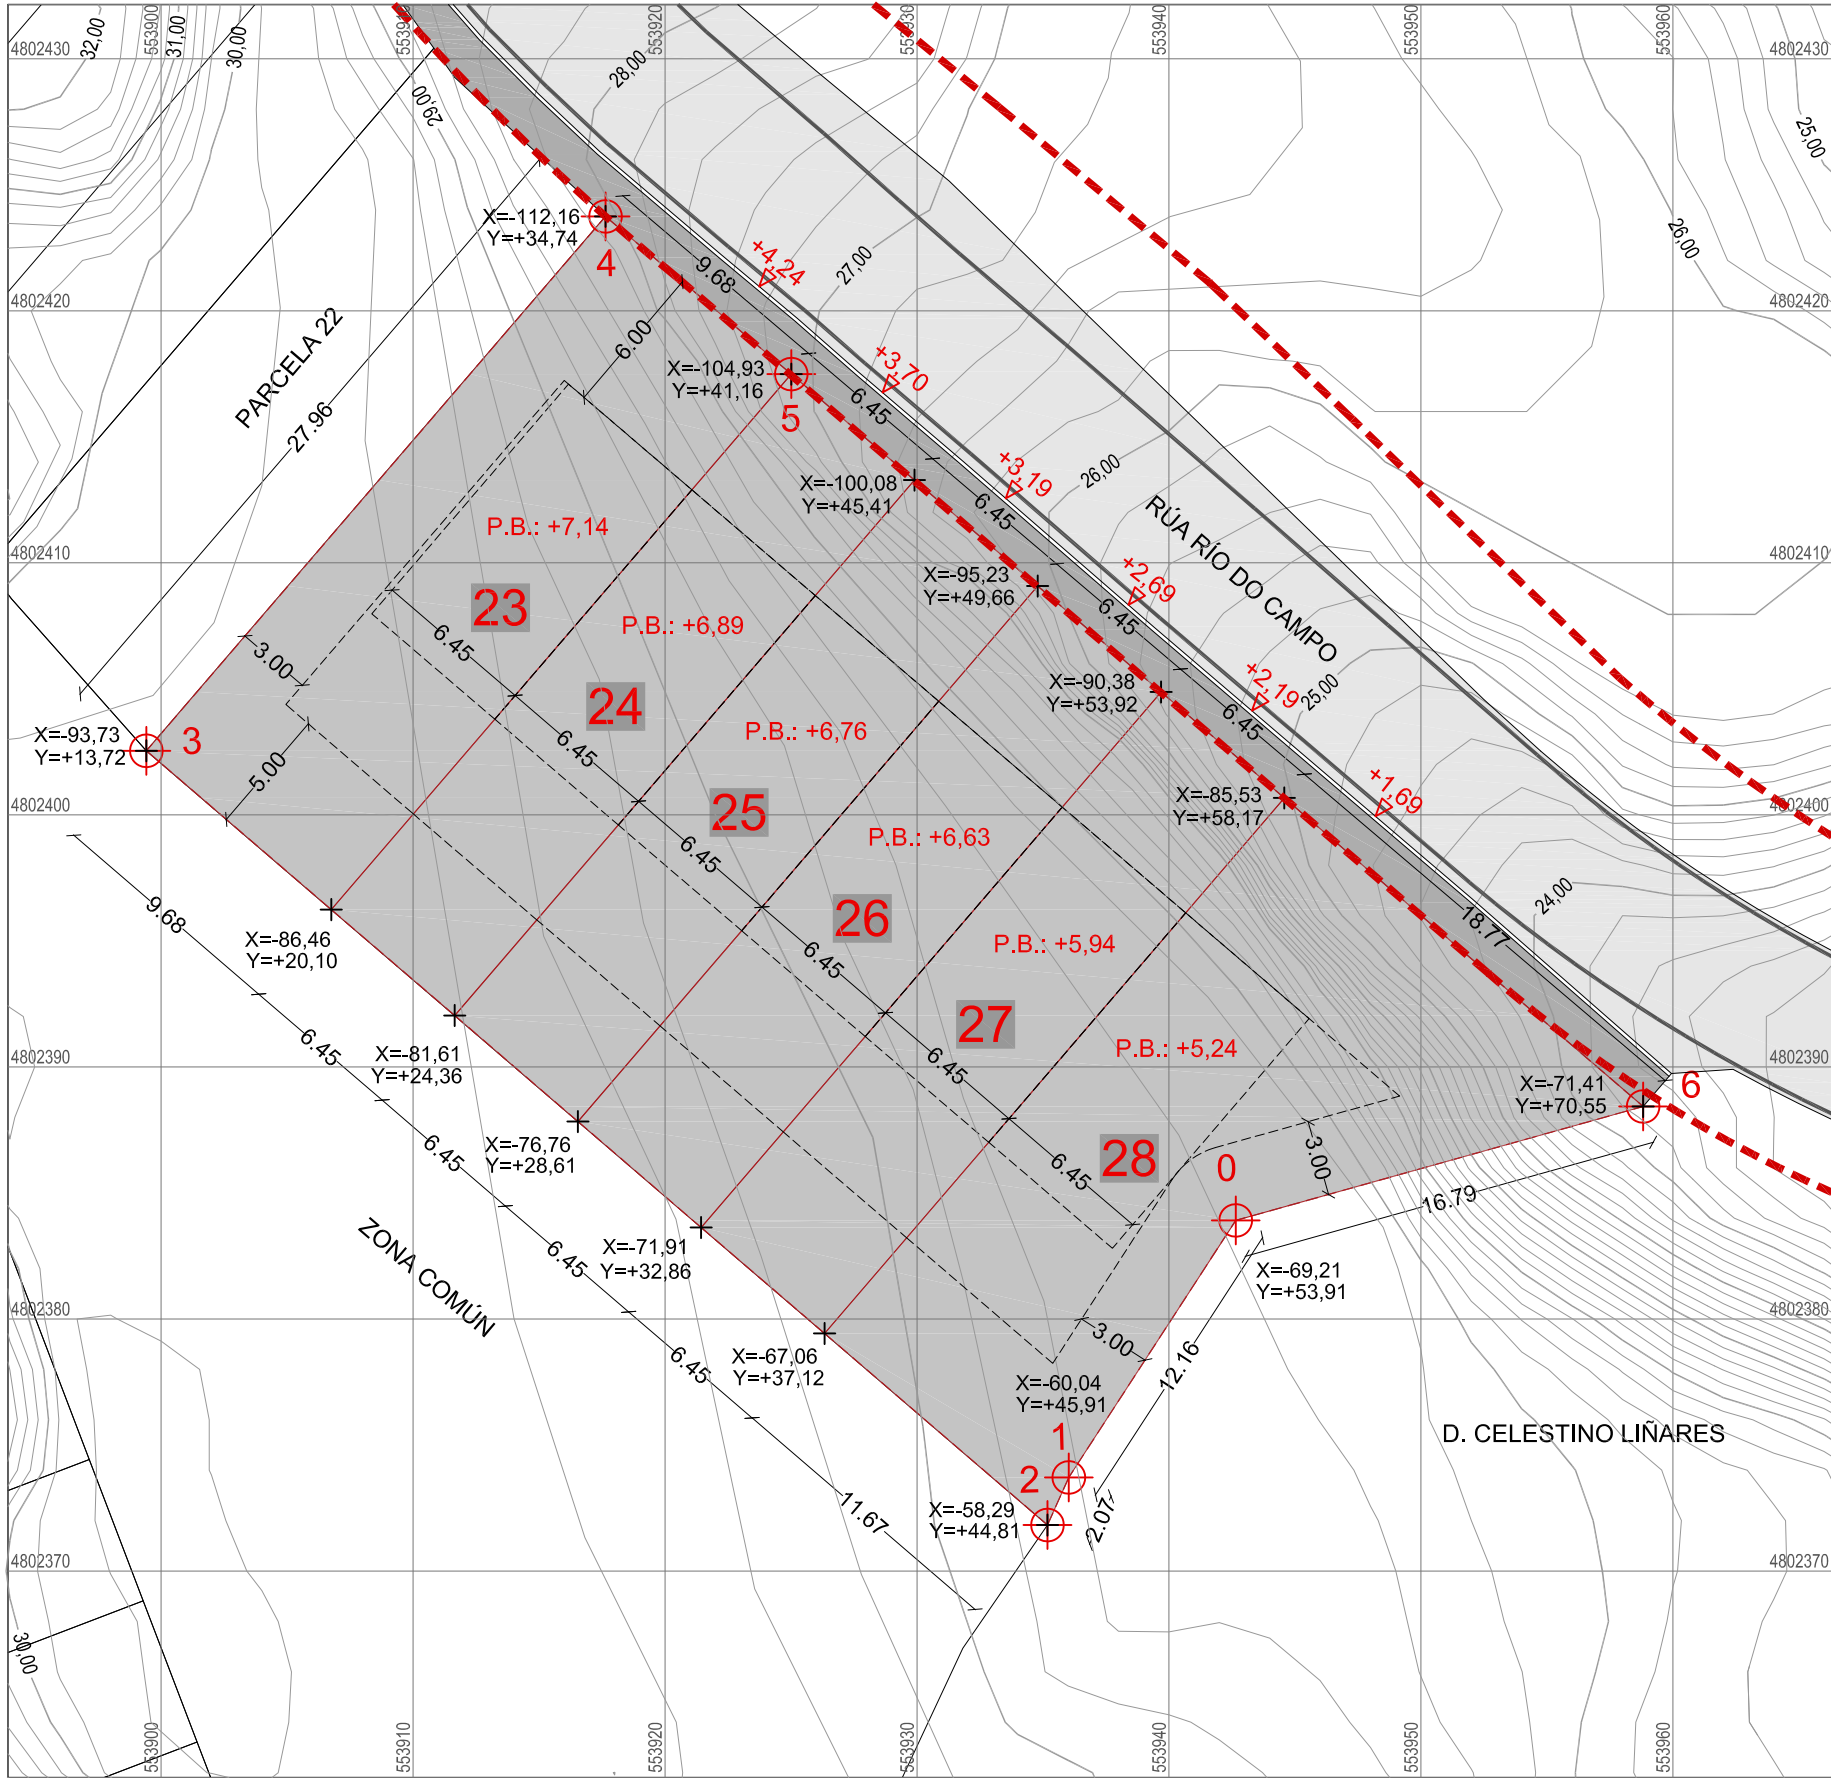 553900
553910
553920
553930
553940
553950
553960
32,00
31,00
30,00
29,00
28,00
4802430
4802430
25,00
26,00
X=-112,16
Y=+34,74
4
9.68
+4,24
27,00
4802420
4802420
PARCELA 22
27.96
6.00
X=-104,93
Y=+41,16
5
+3,70
6.45
X=-100,08
Y=+45,41
+3,19
6.45
26,00
RÚA RÍO DO CAMPO
P.B.: +7,14
4802410
4802410
23
X=-95,23
Y=+49,66
+2,69
6.45
P.B.: +6,89
3.00
6.45
24
X=-90,38
Y=+53,92
+2,19
25,00
6.45
P.B.: +6,76
X=-93,73
Y=+13,72
3
5.00
6.45
25
X=-85,53
Y=+58,17
+1,69
4802400
4802400
P.B.: +6,63
6.45
26
9.68
X=-86,46
Y=+20,10
P.B.: +5,94
6.45
18.77
24,00
27
6.45
X=-81,61
Y=+24,36
6.45
P.B.: +5,24
4802390
4802390
X=-71,41
Y=+70,55
6
6.45
X=-76,76
Y=+28,61
6.45
28
0
3.00
16.79
ZONA COMÚN
6.45
X=-71,91
Y=+32,86
X=-69,21
Y=+53,91
4802380
4802380
3.00
12.16
6.45
X=-67,06
Y=+37,12
X=-60,04
Y=+45,91
1
D. CELESTINO LIÑARES
2
11.67
X=-58,29
Y=+44,81
2.07
4802370
4802370
30,00
553900
553910
553920
553930
553940
553950
553960